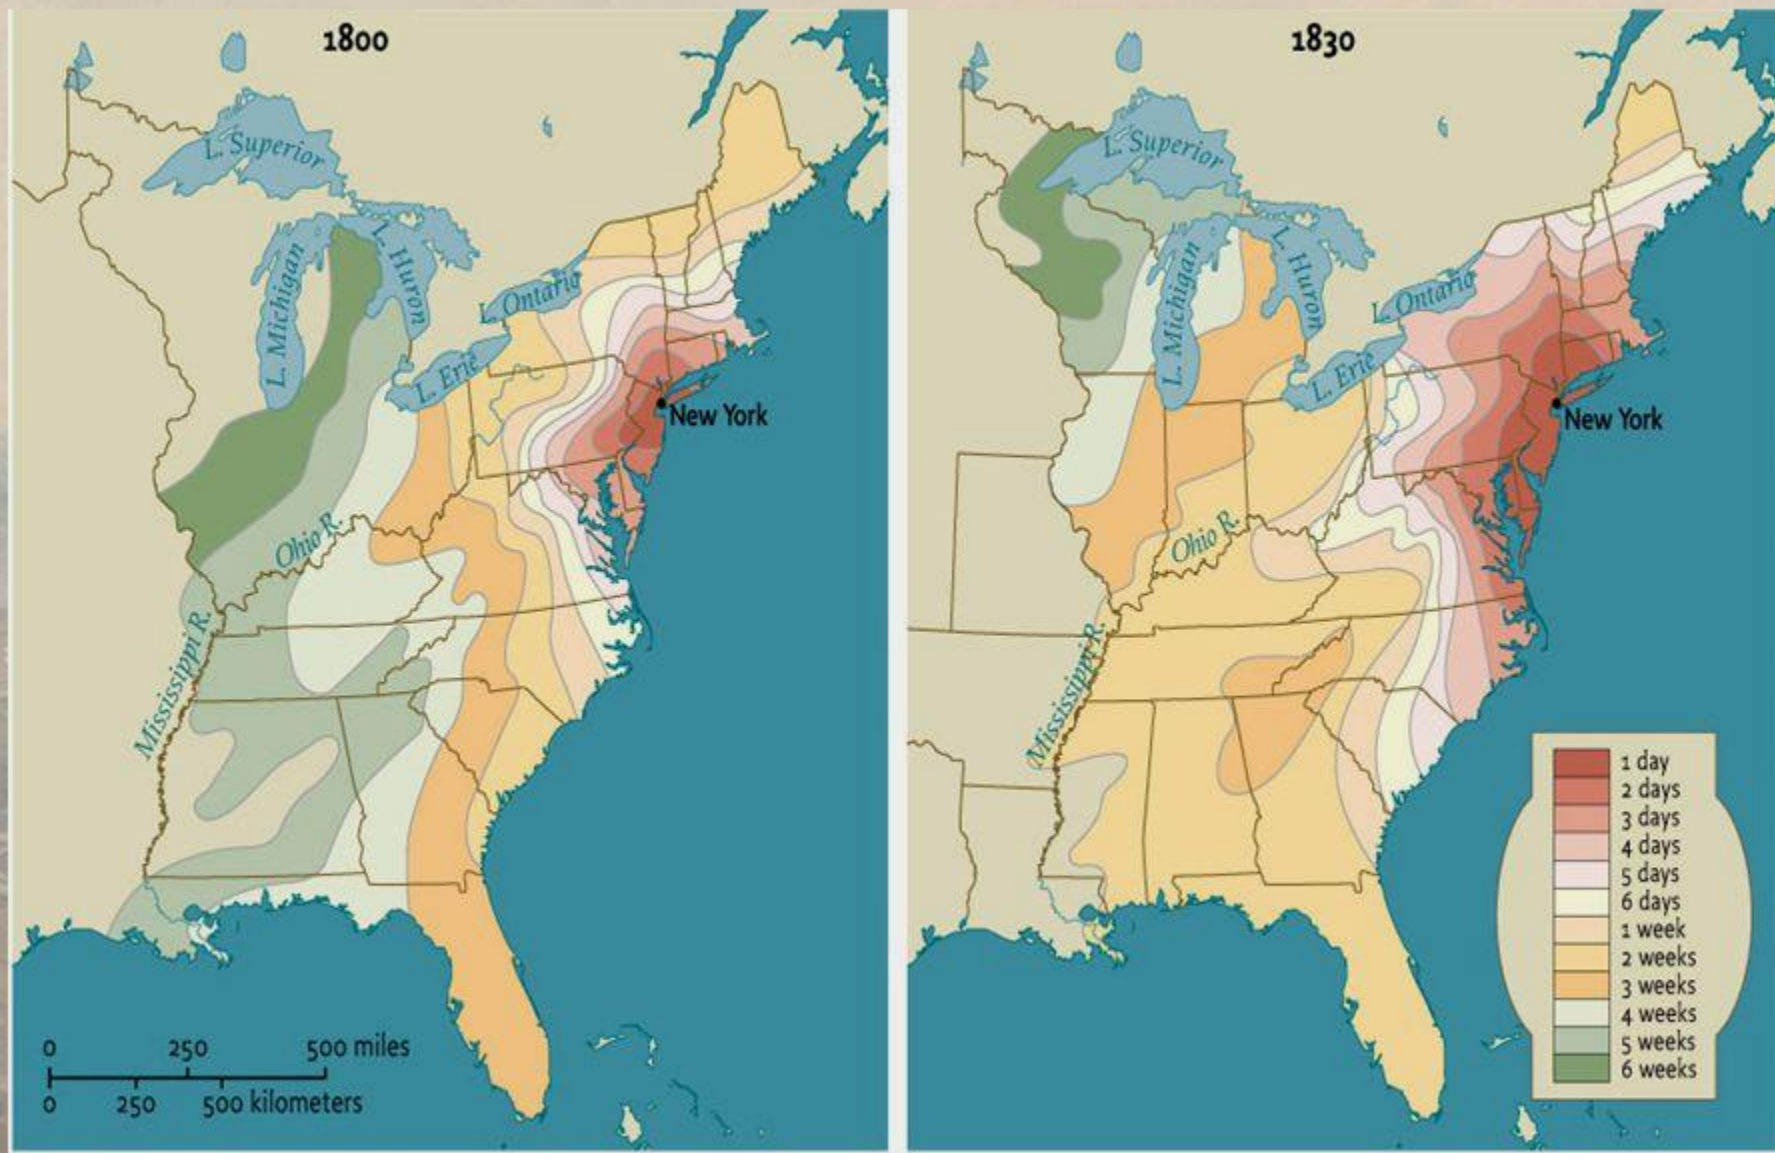 1800
L. Superior
L. Michigan
L. Huron
L. Ontario
L. Erie
New York
Ohio R.
Mississippi R.
0 250 500 miles
0 250 500 kilometers
1830
L. Superior
L. Michigan
L. Huron
L. Ontario
L. Erie
New York
Ohio R.
Mississippi R.
1 day
2 days
3 days
4 days
5 days
6 days
1 week
2 weeks
3 weeks
4 weeks
5 weeks
6 weeks